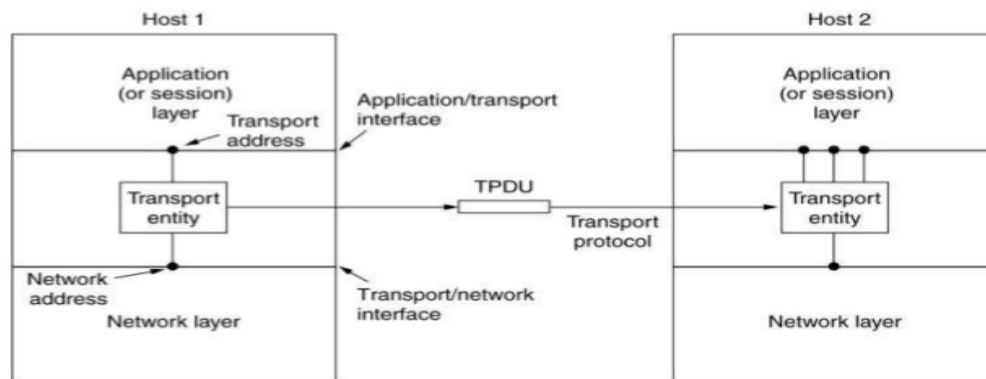 Host 1
Host 2
Application
(or session)
layer
Transport
address
Application/transport
interface
Application
(or session)
layer
Transport
entity
TPDU
Transport
protocol
Transport
entity
Network
address
Transport/network
interface
Network layer
Network layer